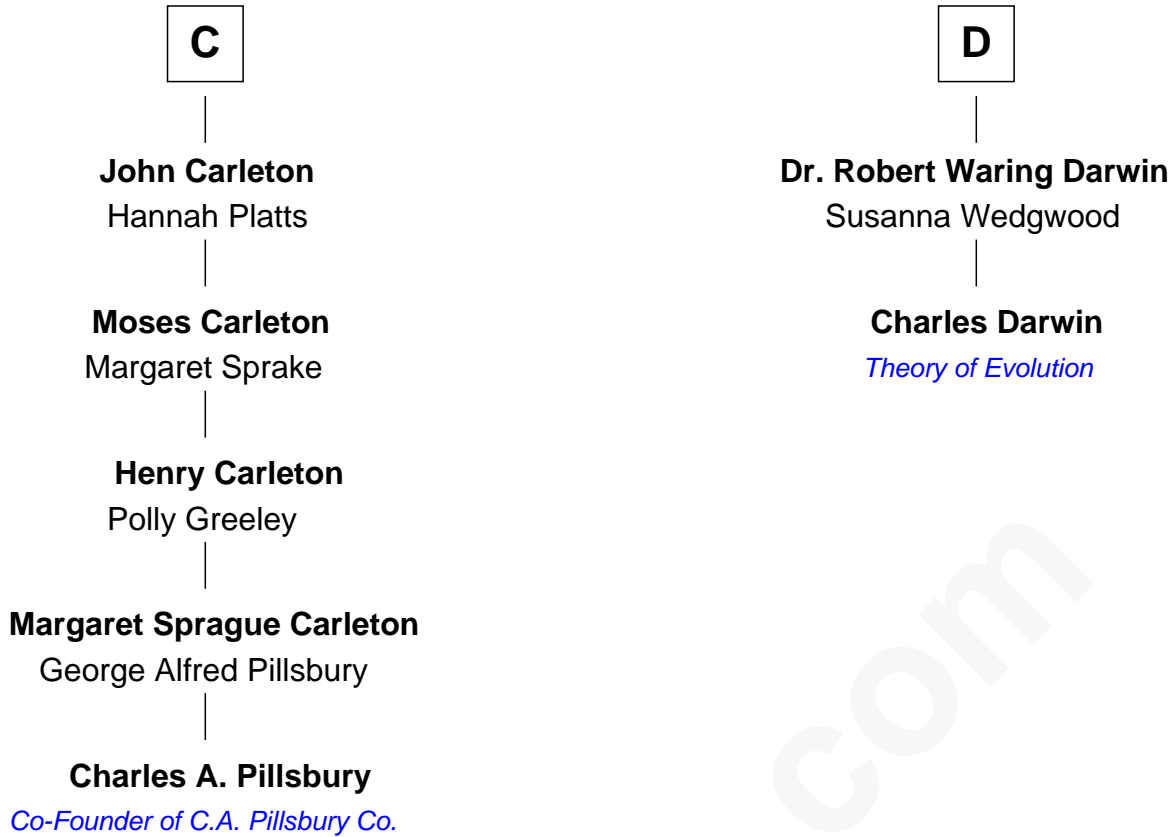 C
John Carleton
Hannah Platts
Moses Carleton
Margaret Sprake
Henry Carleton
Polly Greeley
Margaret Sprague Carleton
George Alfred Pillsbury
Charles A. Pillsbury
Co-Founder of C.A. Pillsbury Co.
D
Dr. Robert Waring Darwin
Susanna Wedgwood
Charles Darwin
Theory of Evolution
com